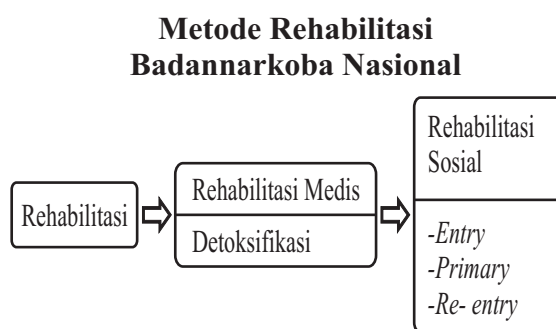 Metode Rehabilitasi
Badannarkoba Nasional
Rehabilitasi
Rehabilitasi Medis
Detoksifikasi
Rehabilitasi
Sosial
-Entry
-Primary
-Re- entry